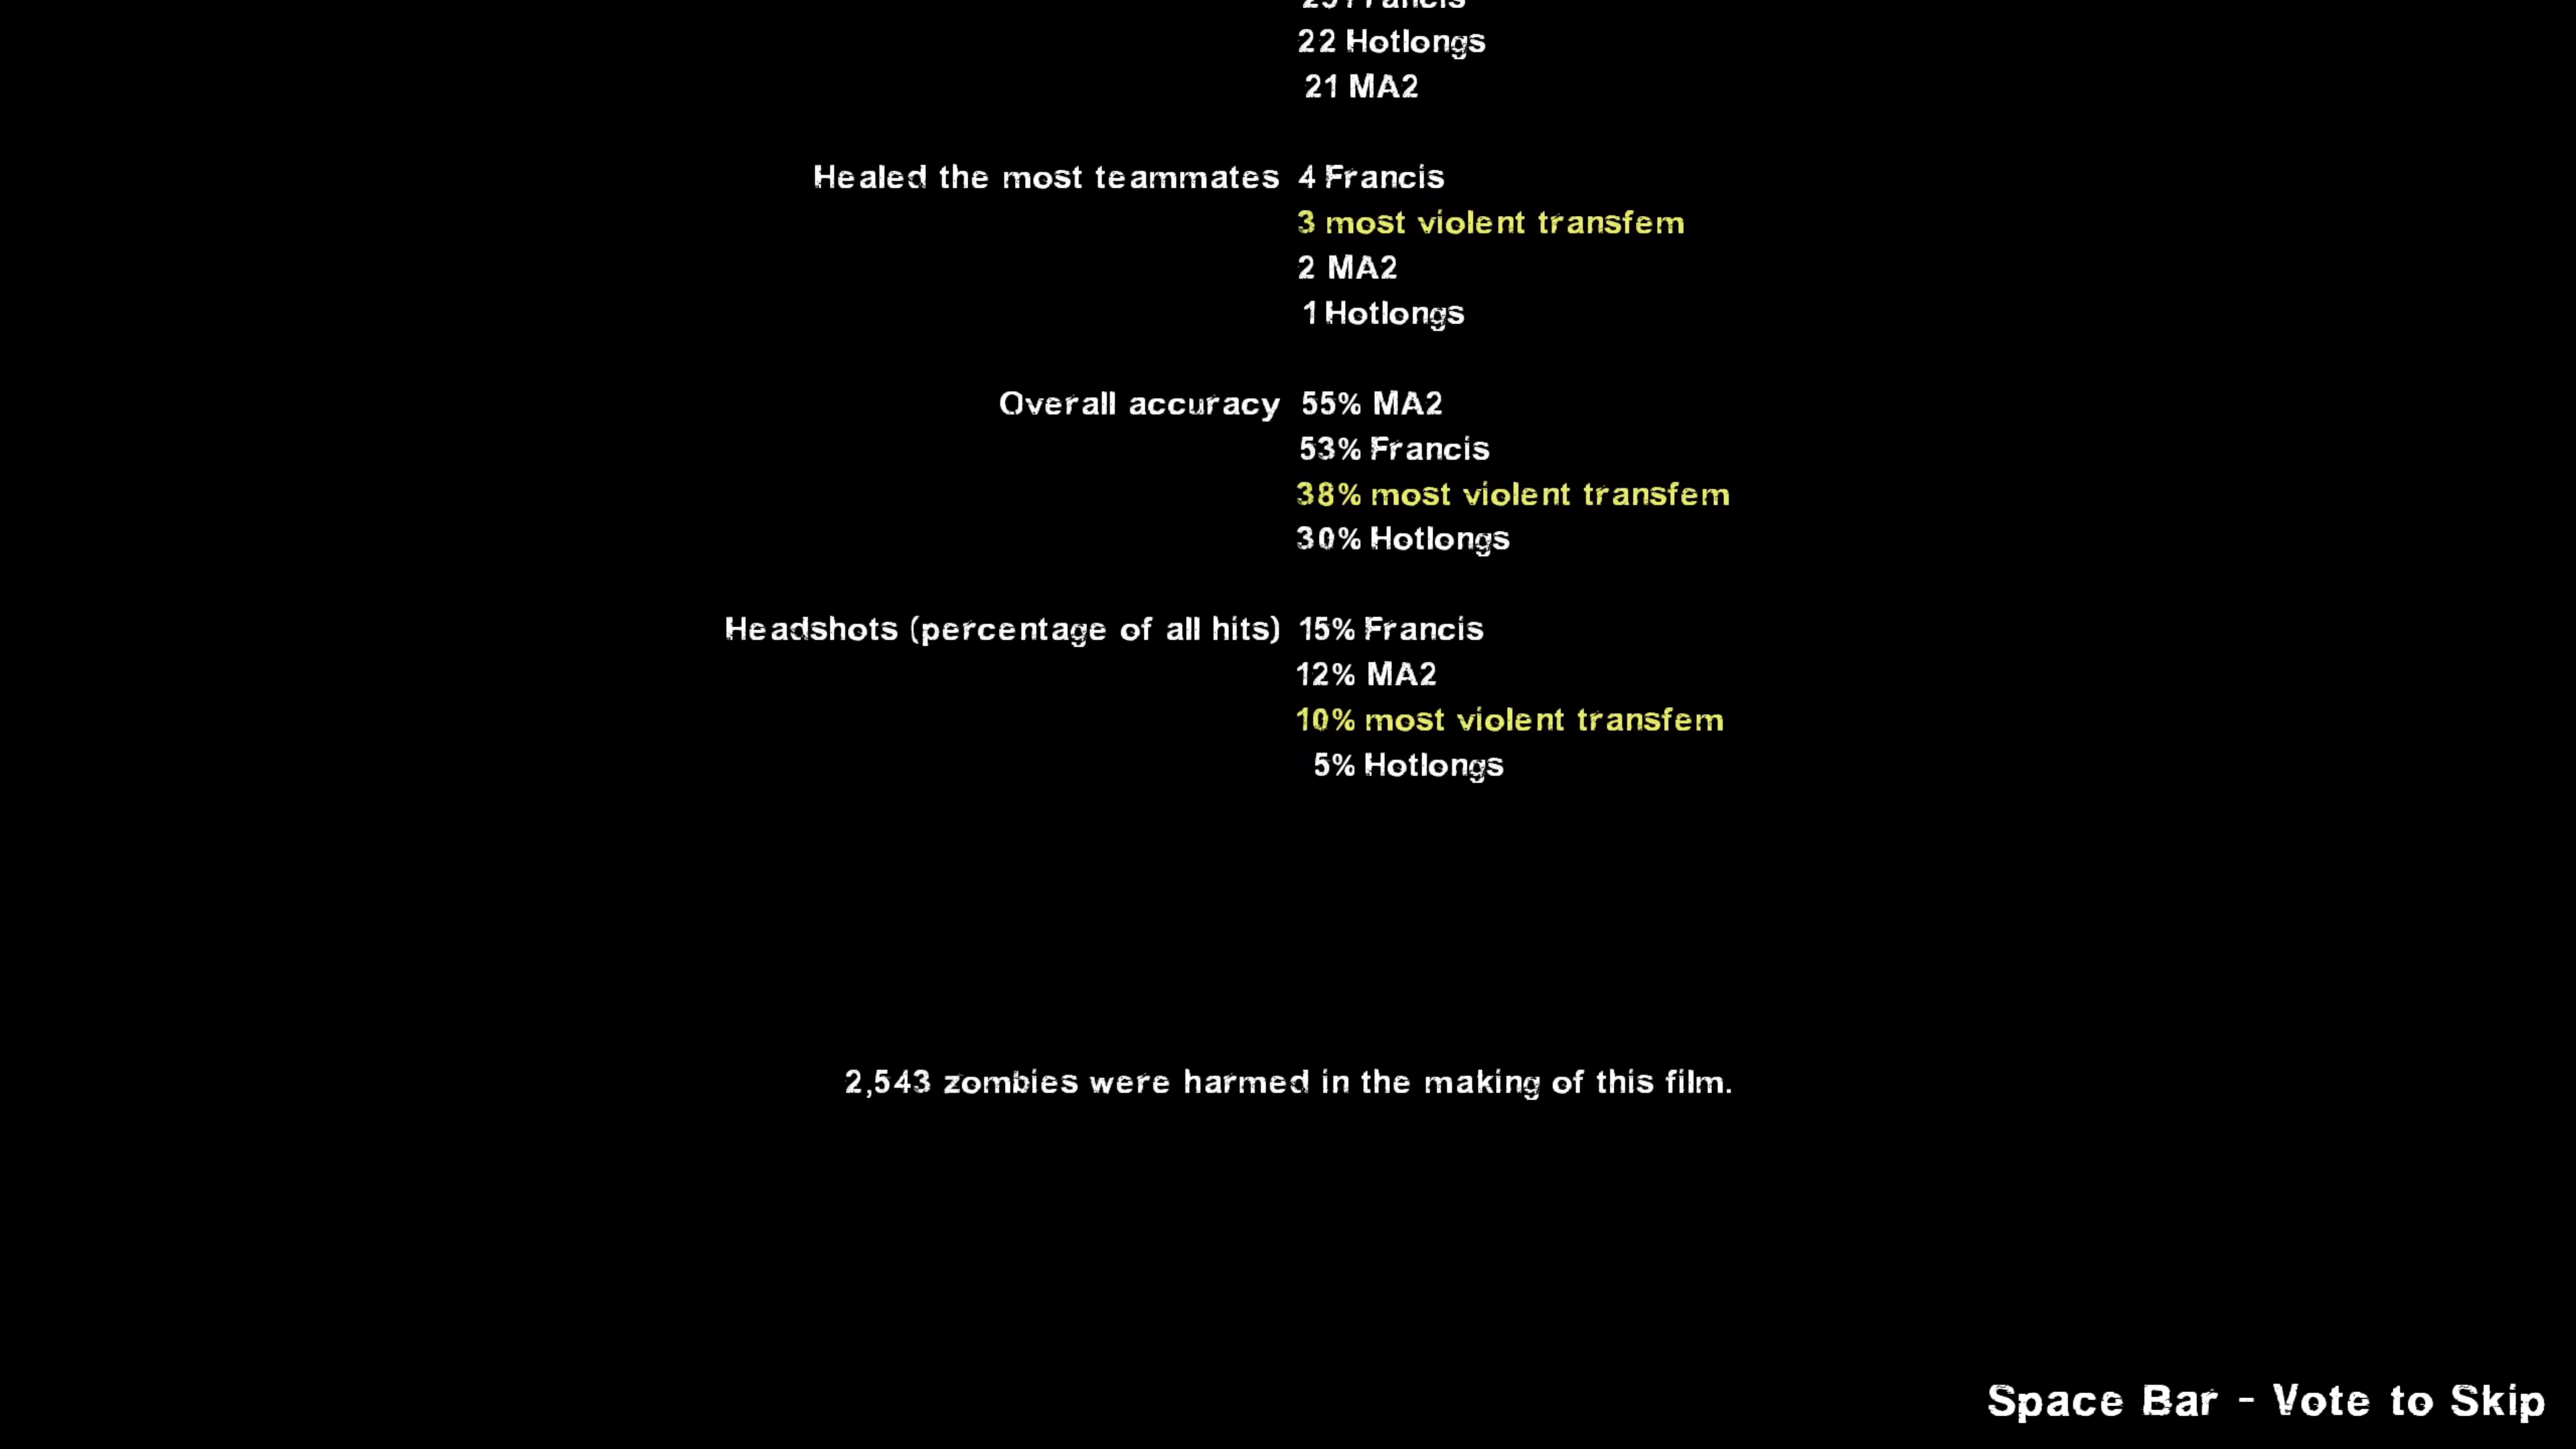 22 Hotlongs
21 MA2
Healed the most teammates 4 Francis
3 most violent transfem
2 MA2
1 Hotlongs
Overall accuracy 55% MA2
53% Francis
38% most violent transfem
30% Hotlongs
Headshots (percentage of all hits) 15% Francis
12% MA2
10% most violent transfem
5% Hotlongs
2,543 zombies were harmed in the making of this film.
Space Bar - Vote to Skip